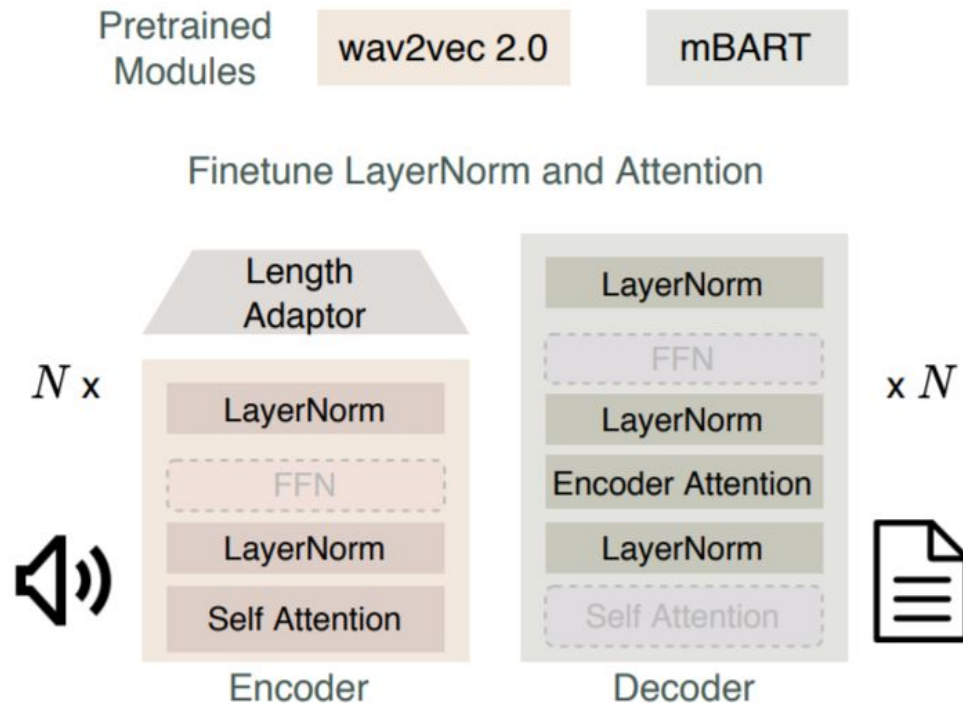 Pretrained
Modules
wav2vec 2.0
mBART
Finetune LayerNorm and Attention
Length
Adaptor
N x
LayerNorm
FFN
LayerNorm
Self Attention
Encoder
LayerNorm
FFN
LayerNorm
Encoder Attention
LayerNorm
Self Attention
Decoder
x N